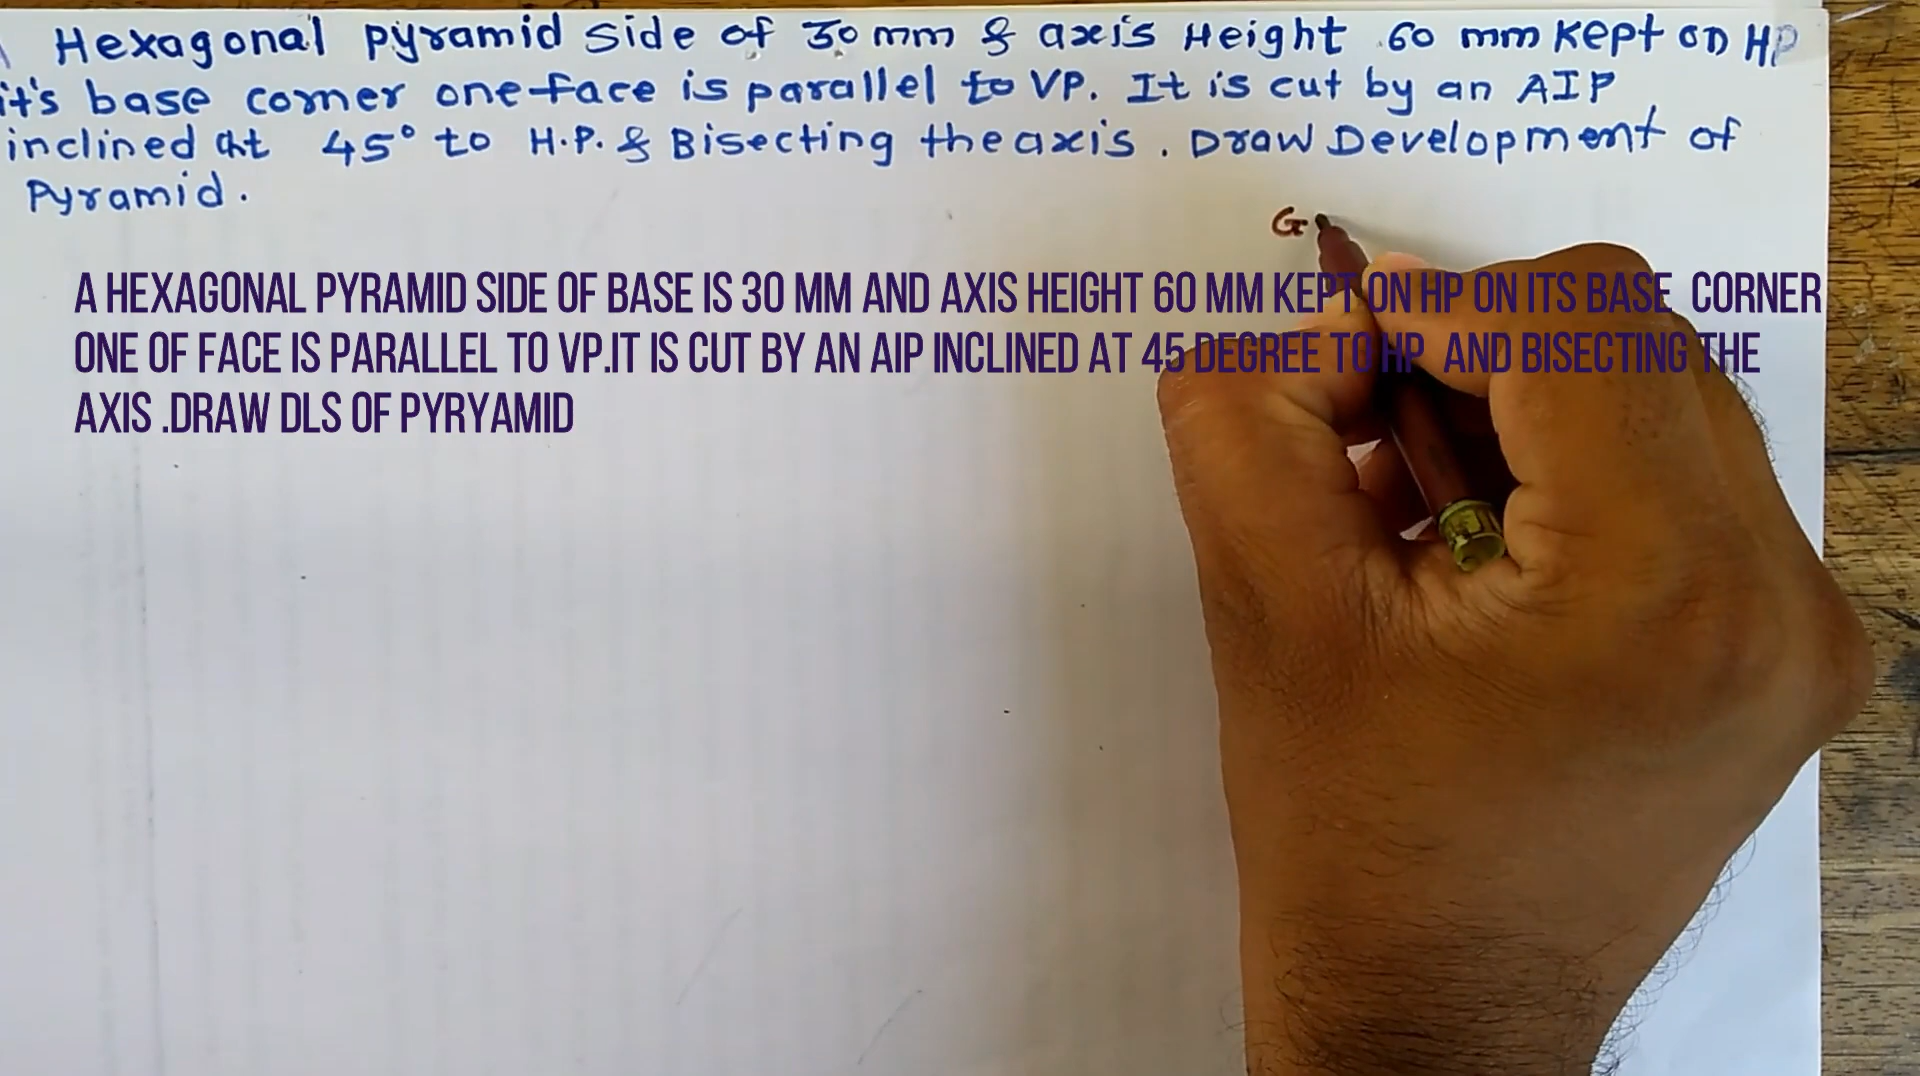 Hexagonal pyramid side of 30 mm & axis Height 60 mm Kept on HP
it's base corner one face is parallel to VP. It is cut by an AIP
inclined at 45° to H.P. & Bisecting the axis. Draw Development of
Pyramid.
G
A HEXAGONAL PYRAMID SIDE OF BASE IS 30 MM AND AXIS HEIGHT 60 MM KEPT ON HP ON ITS BASE CORNER
ONE OF FACE IS PARALLEL TO VP.IT IS CUT BY AN AIP INCLINED AT 45 DEGREE TO HP AND BISECTING THE
AXIS .DRAW DLS OF PYRYAMID